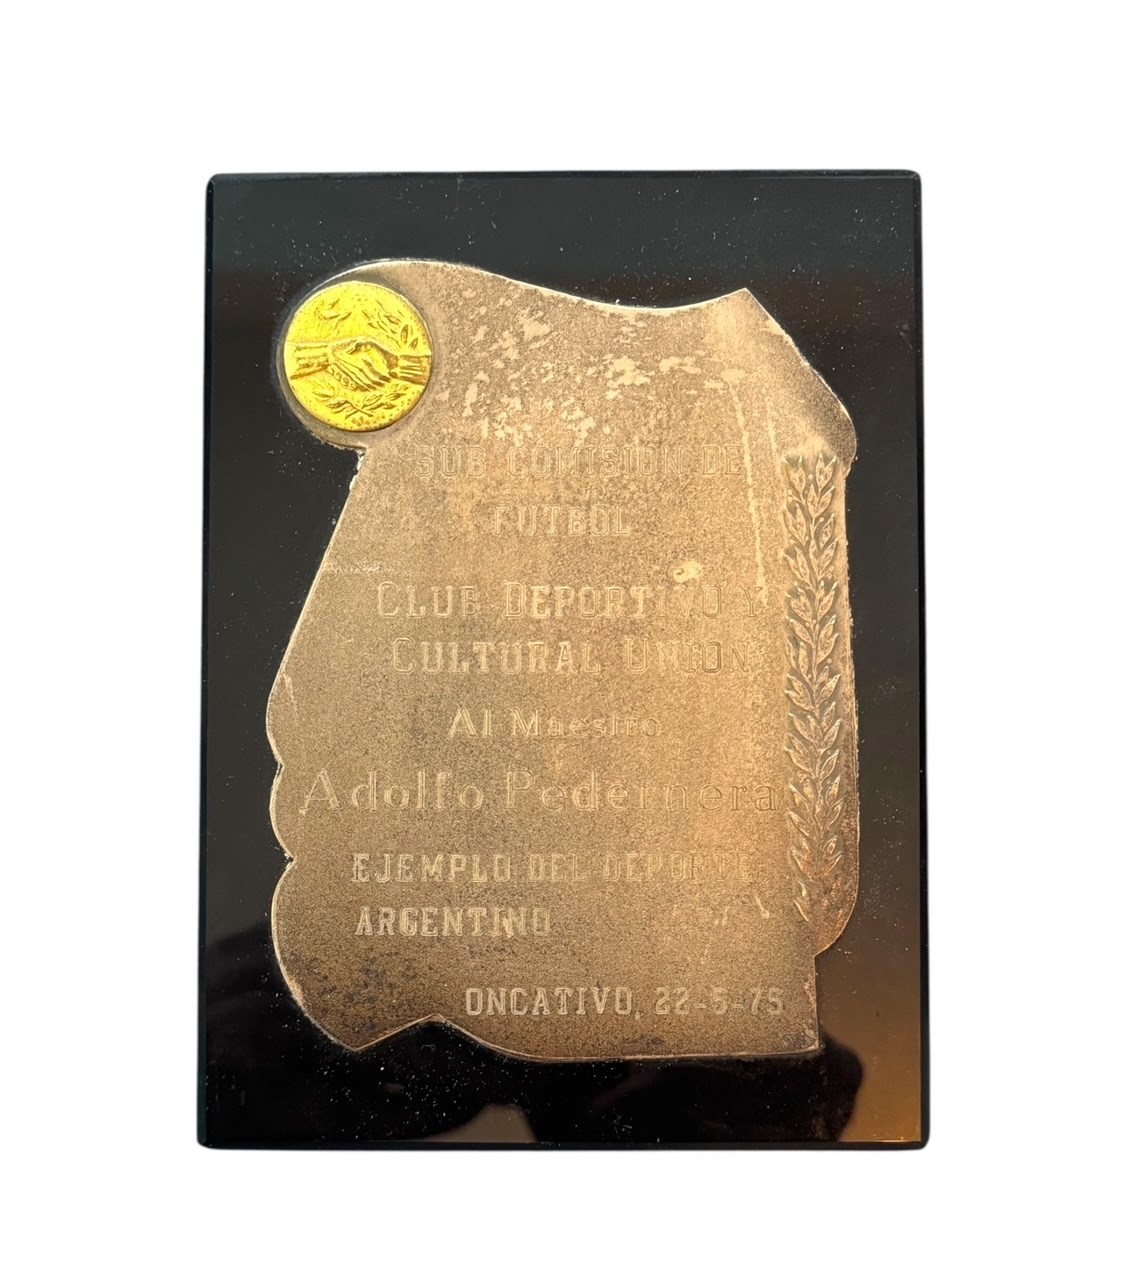 SUB COMISION DE
FUTBOL
CLUB DEPORTIVO Y
CULTURAL UNION
Al Maestro
Adolfo Pedernera
EJEMPLO DEL DEPORTE
ARGENTINO
ONCATIVO, 22-5-75